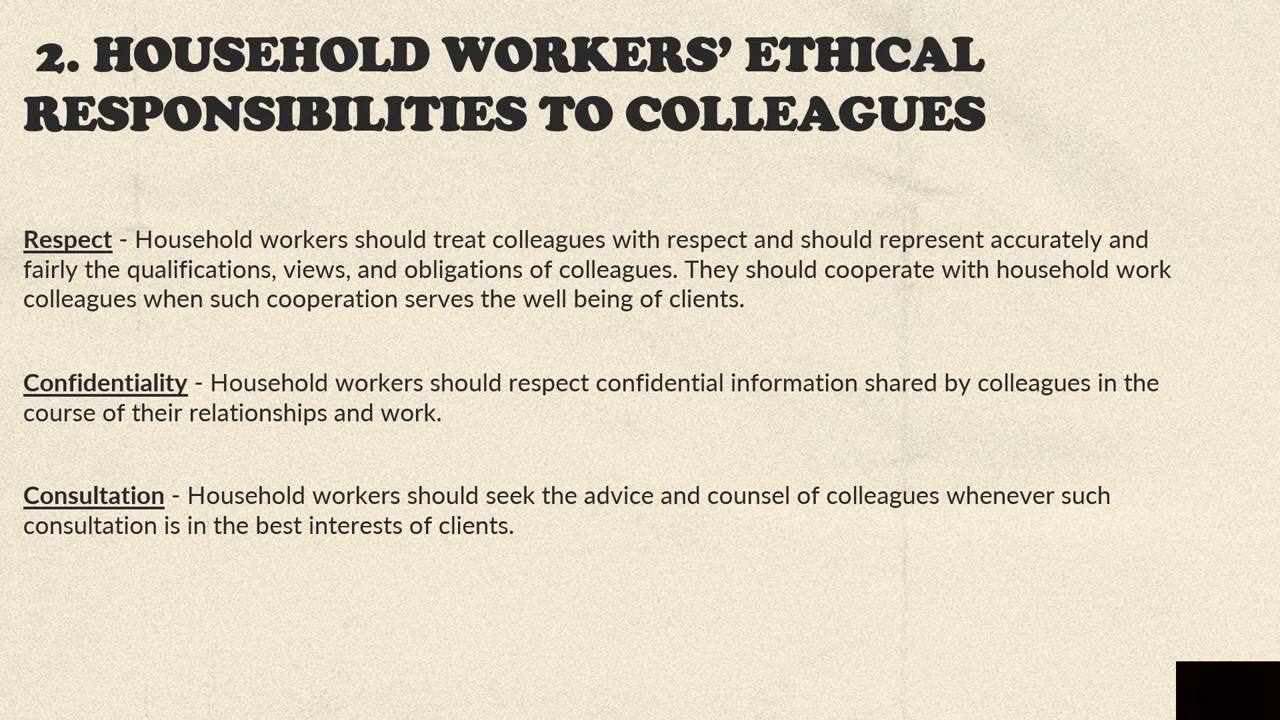 2. HOUSEHOLD WORKERS’ ETHICAL
RESPONSIBILITIES TO COLLEAGUES
Respect - Household workers should treat colleagues with respect and should represent accurately and
fairly the qualifications, views, and obligations of colleagues. They should cooperate with household work
colleagues when such cooperation serves the well being of clients.
Confidentiality - Household workers should respect confidential information shared by colleagues in the
course of their relationships and work.
Consultation - Household workers should seek the advice and counsel of colleagues whenever such
consultation is in the best interests of clients.